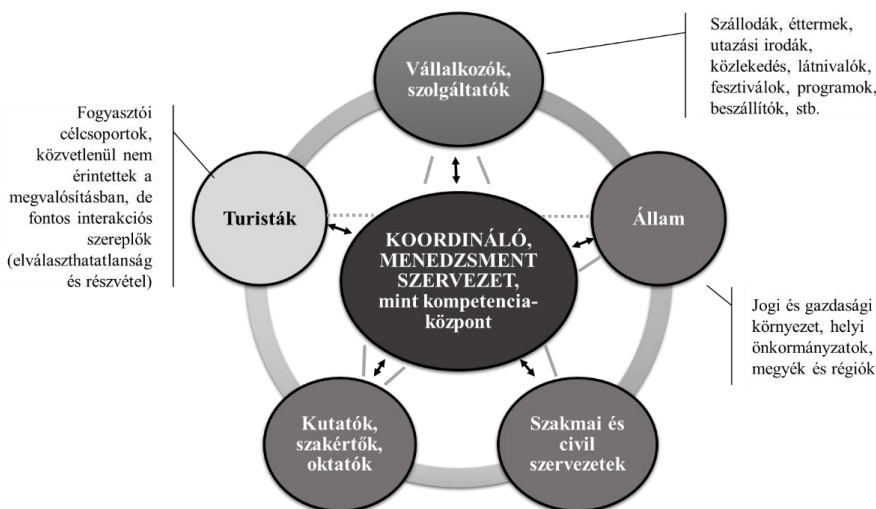 Vállalkozók,
szolgáltatók
Szállodák, éttermek,
utazási irodák,
közlekedés, látnivalók,
fesztiválok, programok,
beszállítók, stb.
Fogyasztói
célcsoportok,
közvetlenül nem
érintettek a
megvalósításban, de
fontos interakciós
szereplők
(elválaszthatatlanság
és részvétel)
Turisták
Állam
KOORDINÁLÓ,
MENEDZSMENT
SZERVEZET,
mint kompetencia-
központ
Jogi és gazdasági
környezet, helyi
önkormányzatok,
megyék és régiók
Kutatók,
szakértők,
oktatók
Szakmai és
civil
szervezetek